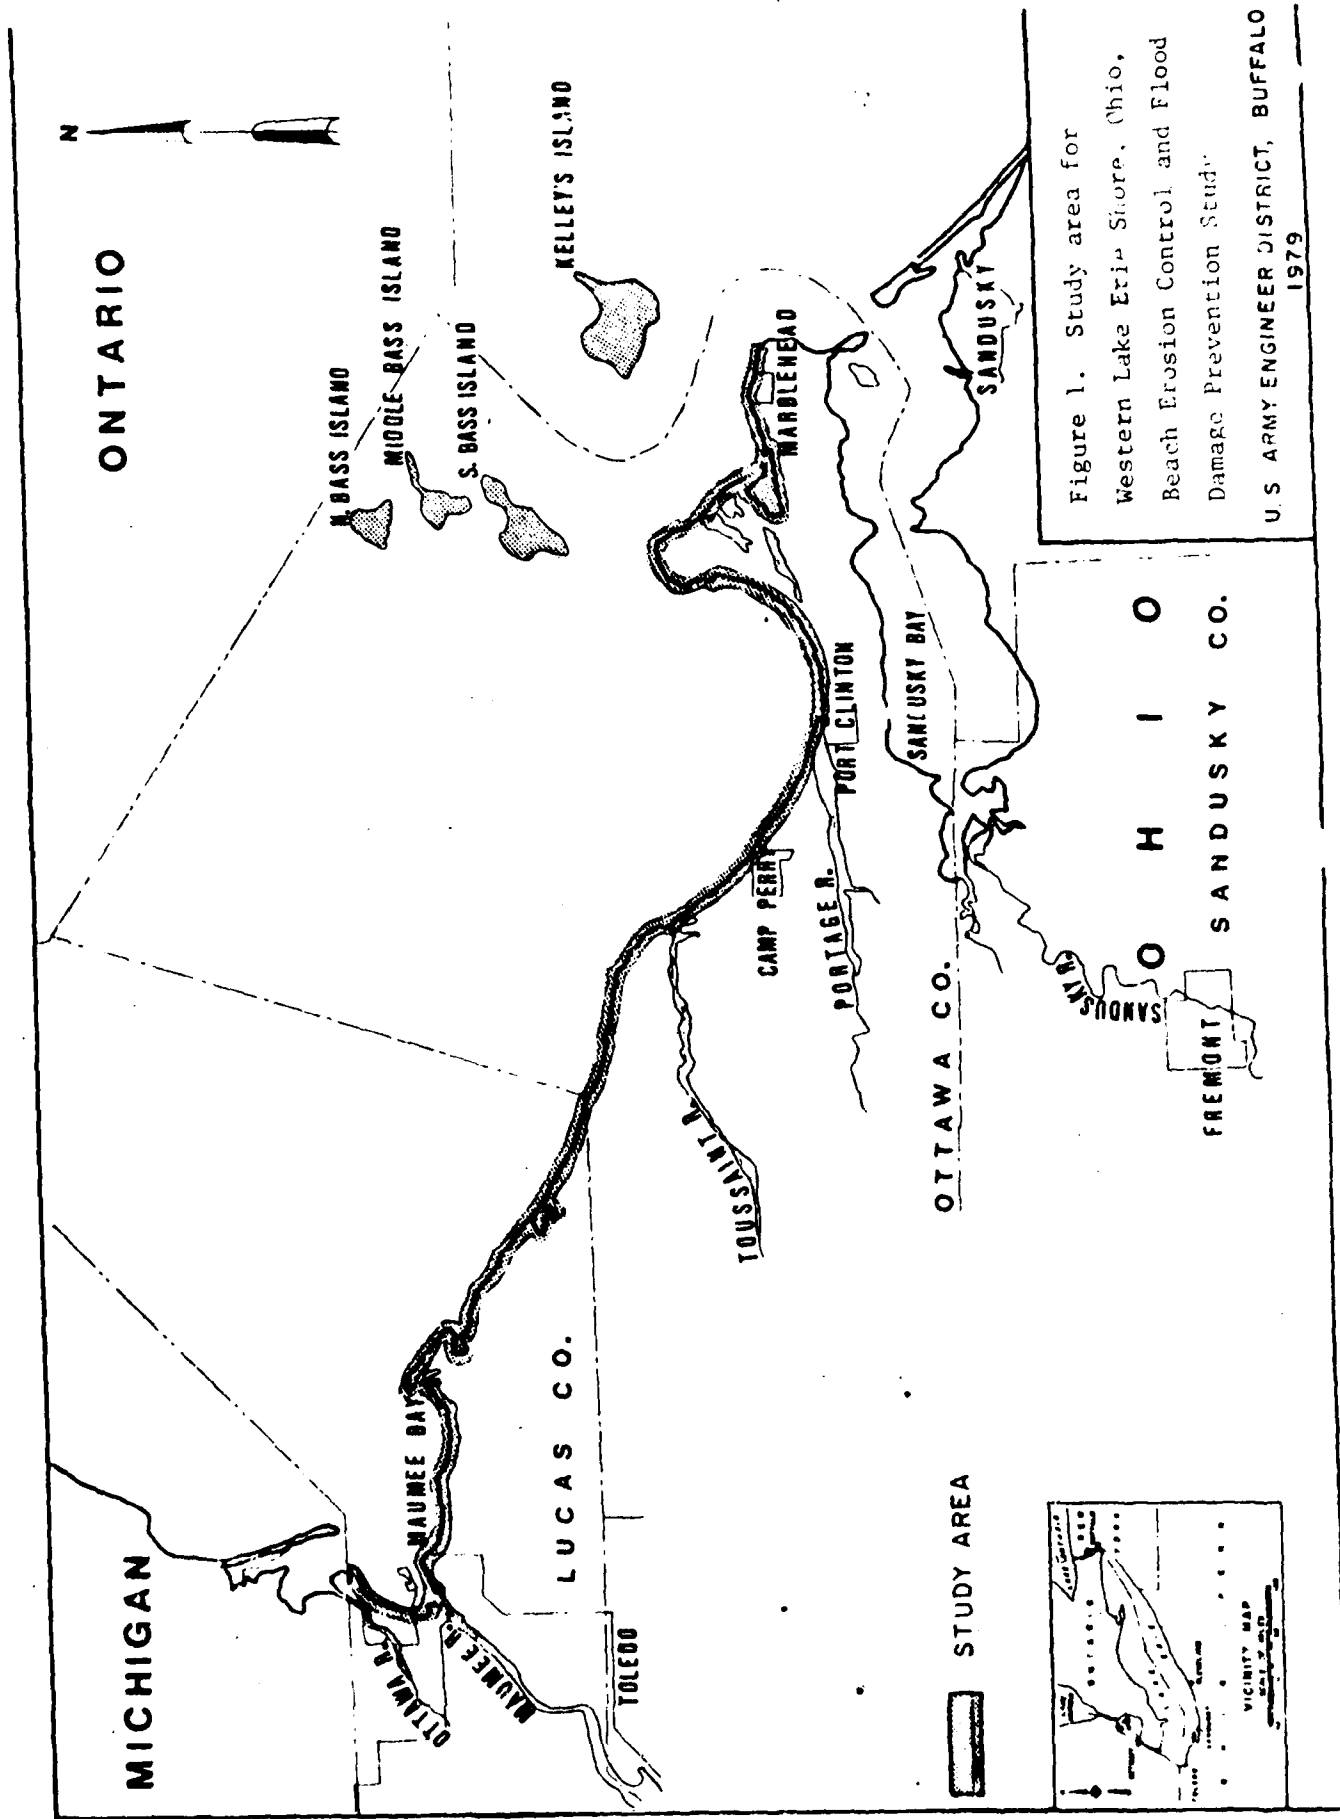 MICHIGAN
ONTARIO
N
N. BASS ISLAND
MIDDLE BASS ISLAND
S. BASS ISLAND
KELLEY'S ISLAND
MAUMEE BAY
OTTAWA R.
MAUMEE R.
TOLEDO
LUCAS CO.
TOUSSAINT R.
CAMP PERRY
PORTAGE R.
PORT CLINTON
MARBLEHEAD
SANDUSKY BAY
SANDUSKY
OTTAWA CO.
SANDUSKY R.
FREMONT
OHIO
SANDUSKY CO.
STUDY AREA
VICINITY MAP
Figure 1. Study area for
Western Lake Erie Shore, Ohio,
Beach Erosion Control and Flood
Damage Prevention Study
U.S ARMY ENGINEER DISTRICT, BUFFALO
1979